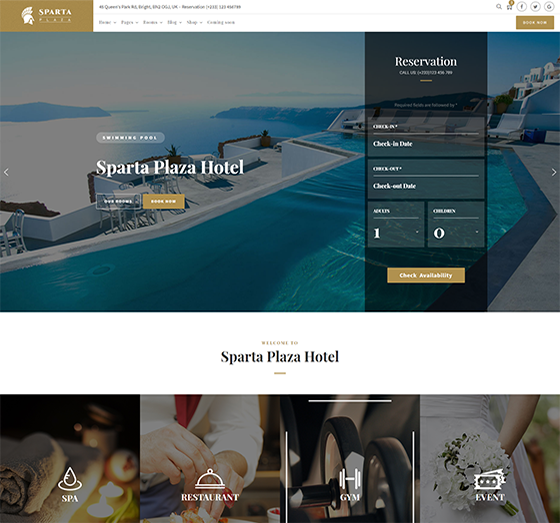 SPARTA
PLAZA
48 Queen's Park Rd, Bright, BN2 0GJ, UK - Reservation (+233) 123 456789
Home Pages Rooms Blog Shop Coming soon
BOOK NOW
Reservation
CALL US: (+233)123 456 789
Required fields are followed by *
CHECK-IN *
Check-in Date
CHECK-OUT *
Check-out Date
ADULTS CHILDREN
1 0
Check Availability
SWIMMING POOL
Sparta Plaza Hotel
OUR ROOMS BOOK NOW
WELCOME TO
Sparta Plaza Hotel
SPA RESTAURANT GYM EVENT